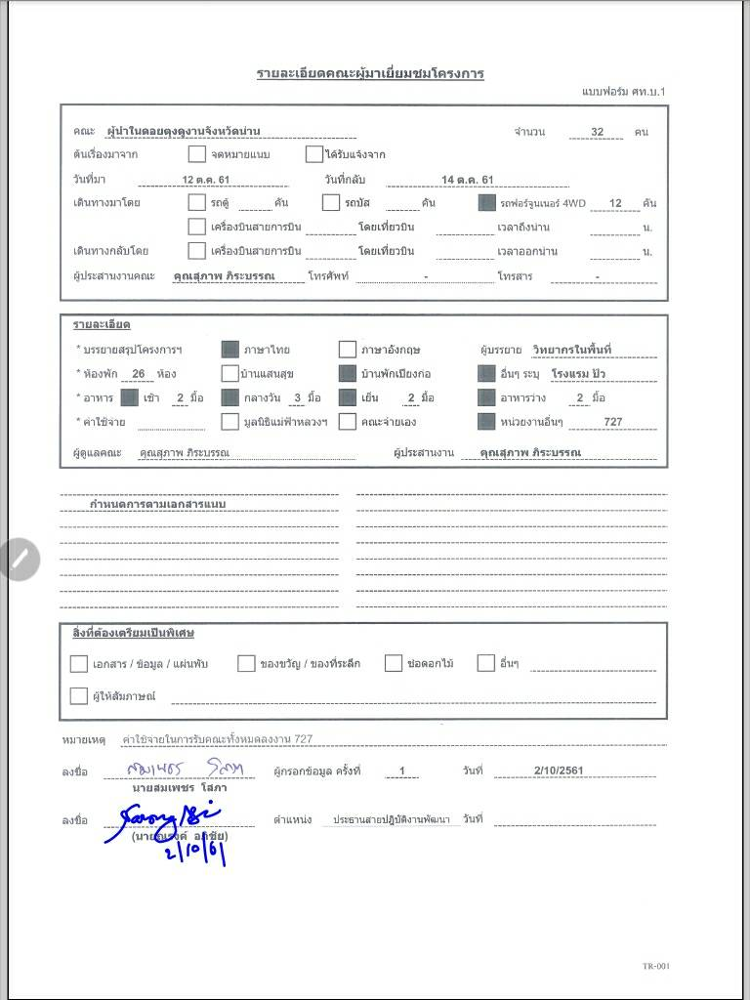 รายละเอียดคณะผู้มาเยี่ยมชมโครงการ
แบบฟอร์ม ศท.บ.1
คณะ ผู้นำในดอยตุงดูงานจังหวัดน่าน จำนวน 32 คน
ต้นเรื่องมาจาก จดหมายแนบ ได้รับแจ้งจาก
วันที่มา 12 ต.ค. 61 วันที่กลับ 14 ต.ค. 61
เดินทางมาโดย รถตู้ คัน รถบัส คัน รถฟอร์จูนเนอร์ 4WD 12 คัน
เครื่องบินสายการบิน โดยเที่ยวบิน เวลาถึงน่าน น.
เดินทางกลับโดย เครื่องบินสายการบิน โดยเที่ยวบิน เวลาออกน่าน น.
ผู้ประสานงานคณะ คุณสุภาพ ภิระบรรณ โทรศัพท์ - โทรสาร -
รายละเอียด
* บรรยายสรุปโครงการฯ ภาษาไทย ภาษาอังกฤษ ผู้บรรยาย วิทยากรในพื้นที่
* ห้องพัก 26 ห้อง บ้านแสนสุข บ้านพักเปียงก่อ อื่นๆ ระบุ โรงแรม ปัว
* อาหาร เช้า 2 มื้อ กลางวัน 3 มื้อ เย็น 2 มื้อ อาหารว่าง 2 มื้อ
* ค่าใช้จ่าย มูลนิธิแม่ฟ้าหลวงฯ คณะจ่ายเอง หน่วยงานอื่นๆ 727
ผู้ดูแลคณะ คุณสุภาพ ภิระบรรณ ผู้ประสานงาน คุณสุภาพ ภิระบรรณ
กำหนดการตามเอกสารแนบ
สิ่งที่ต้องเตรียมเป็นพิเศษ
เอกสาร / ข้อมูล / แผ่นพับ ของขวัญ / ของที่ระลึก ช่อดอกไม้ อื่นๆ
ผู้ให้สัมภาษณ์
หมายเหตุ ค่าใช้จ่ายในการรับคณะทั้งหมดลงงาน 727
ลงชื่อ สมเพชร โสภา ผู้กรอกข้อมูล ครั้งที่ 1 วันที่ 2/10/2561
นายสมเพชร โสภา
ลงชื่อ ตำแหน่ง ประธานสายปฏิบัติงานพัฒนา วันที่
(นายณรงค์ อภิชัย)
2/10/61
TR-001